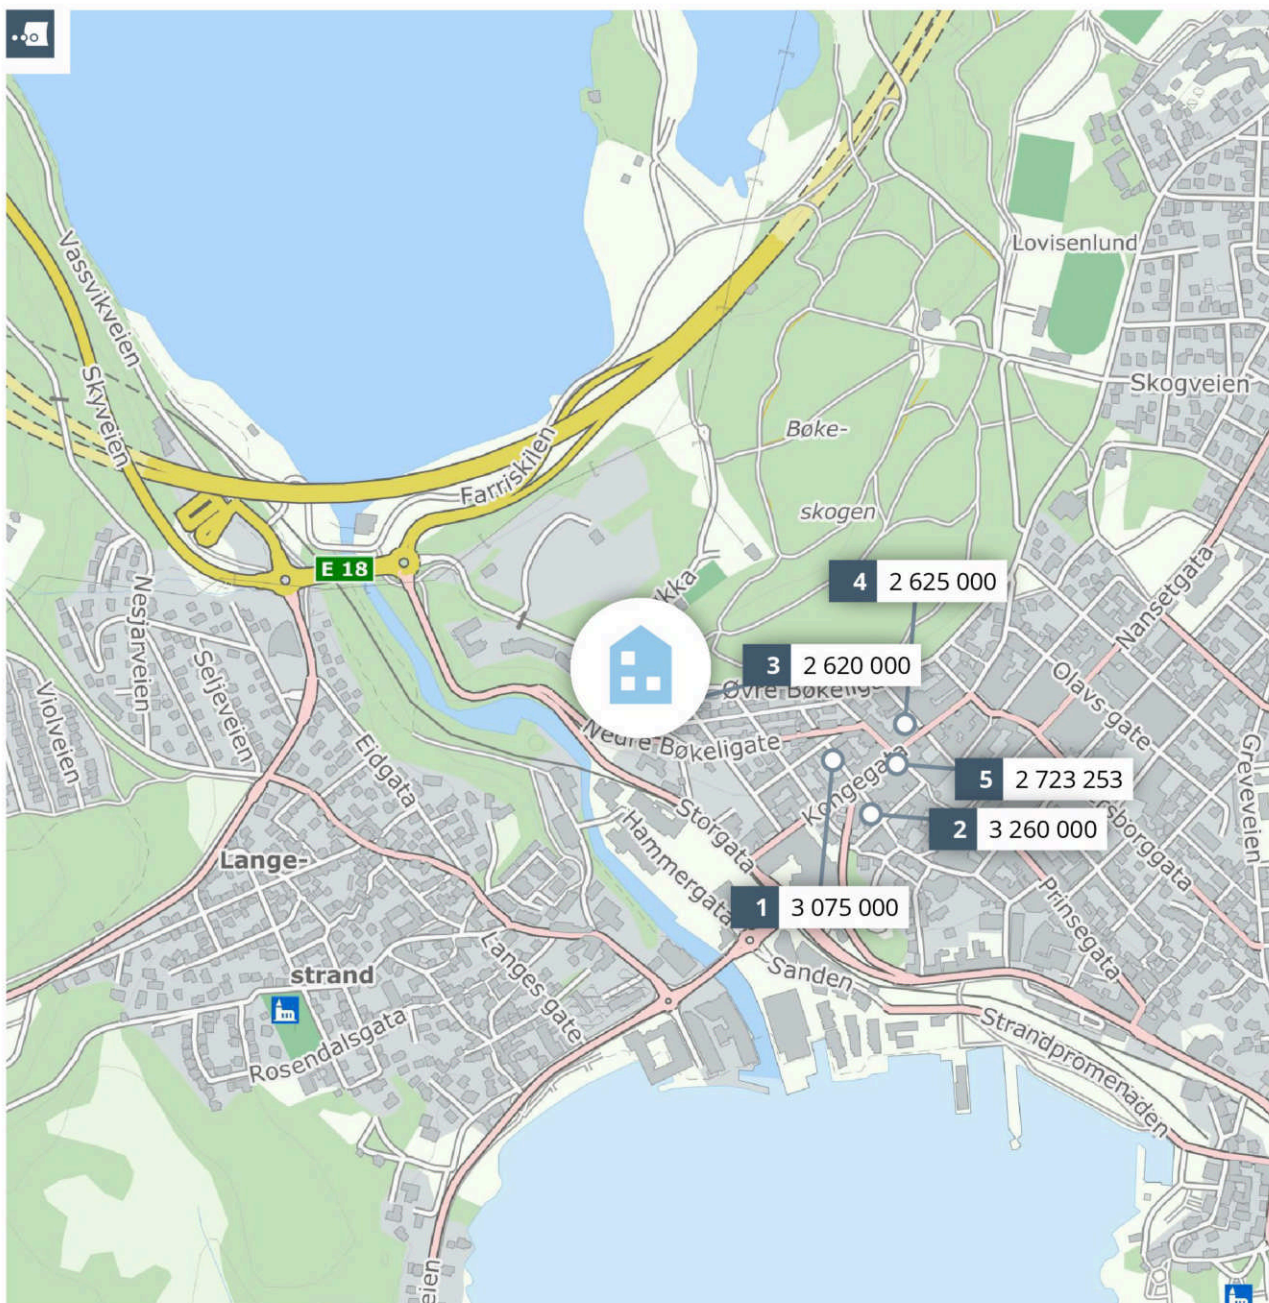 Vassvikveien
Skyveien
Lovisenlund
Skogveien
Farriskilen
Bøke-
skogen
E 18
Nesjarveien
Seljeveien
Violveien
Eidgata
4 2 625 000
3 2 620 000
Nansetgata
Olavs gate
Nedre Bøkeligate
Kongegata
5 2 723 253
2 3 260 000
1 3 075 000
Greveveien
Storgata
Hammergata
Prinsegata
Lange-
strand
Langes gate
Rosendalsgata
Sanden
Strandpromenaden